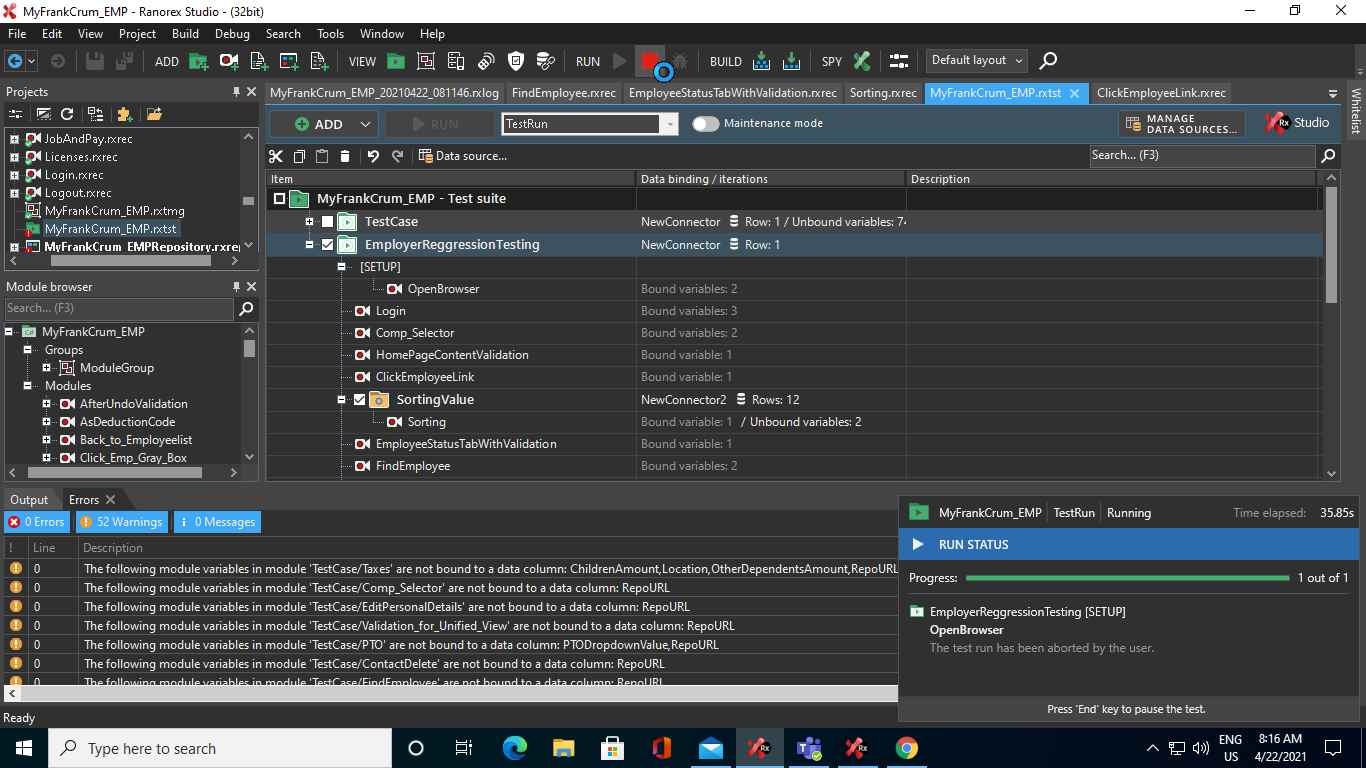 MyFrankCrum_EMP - Ranorex Studio - (32bit)
File Edit View Project Build Debug Search Tools Window Help
ADD VIEW RUN BUILD SPY Default layout
Projects
JobAndPay.rxrec
Licenses.rxrec
Login.rxrec
Logout.rxrec
MyFrankCrum_EMP.rxtmg
MyFrankCrum_EMP.rxtst
MyFrankCrum_EMPRepository.rxrep
Module browser
Search... (F3)
MyFrankCrum_EMP
Groups
ModuleGroup
Modules
AfterUndoValidation
AsDeductionCode
Back_to_Employeelist
Click_Emp_Gray_Box
MyFrankCrum_EMP_20210422_081146.rxlog FindEmployee.rxrec EmployeeStatusTabWithValidation.rxrec Sorting.rxrec MyFrankCrum_EMP.rxtst ClickEmployeeLink.rxrec
Whitelist
ADD RUN TestRun Maintenance mode MANAGE DATA SOURCES... Rx Studio
Data source... Search... (F3)
Item Data binding / iterations Description
MyFrankCrum_EMP - Test suite
TestCase NewConnector Row: 1 / Unbound variables: 74
EmployerReggressionTesting NewConnector Row: 1
[SETUP]
OpenBrowser Bound variables: 2
Login Bound variables: 3
Comp_Selector Bound variables: 2
HomePageContentValidation Bound variable: 1
ClickEmployeeLink Bound variable: 1
SortingValue NewConnector2 Rows: 12
Sorting Bound variable: 1 / Unbound variables: 2
EmployeeStatusTabWithValidation Bound variable: 1
FindEmployee Bound variables: 2
Output Errors
0 Errors 52 Warnings 0 Messages
! Line Description
0 The following module variables in module 'TestCase/Taxes' are not bound to a data column: ChildrenAmount,Location,OtherDependentsAmount,RepoURL
0 The following module variables in module 'TestCase/Comp_Selector' are not bound to a data column: RepoURL
0 The following module variables in module 'TestCase/EditPersonalDetails' are not bound to a data column: RepoURL
0 The following module variables in module 'TestCase/Validation_for_Unified_View' are not bound to a data column: RepoURL
0 The following module variables in module 'TestCase/PTO' are not bound to a data column: PTODropdownValue,RepoURL
0 The following module variables in module 'TestCase/ContactDelete' are not bound to a data column: RepoURL
0 The following module variables in module 'TestCase/FindEmployee' are not bound to a data column: RepoURL
MyFrankCrum_EMP TestRun Running Time elapsed: 35.85s
RUN STATUS
Progress: 1 out of 1
EmployerReggressionTesting [SETUP]
OpenBrowser
The test run has been aborted by the user.
Press 'End' key to pause the test.
Ready
Type here to search
ENG
US
8:16 AM
4/22/2021